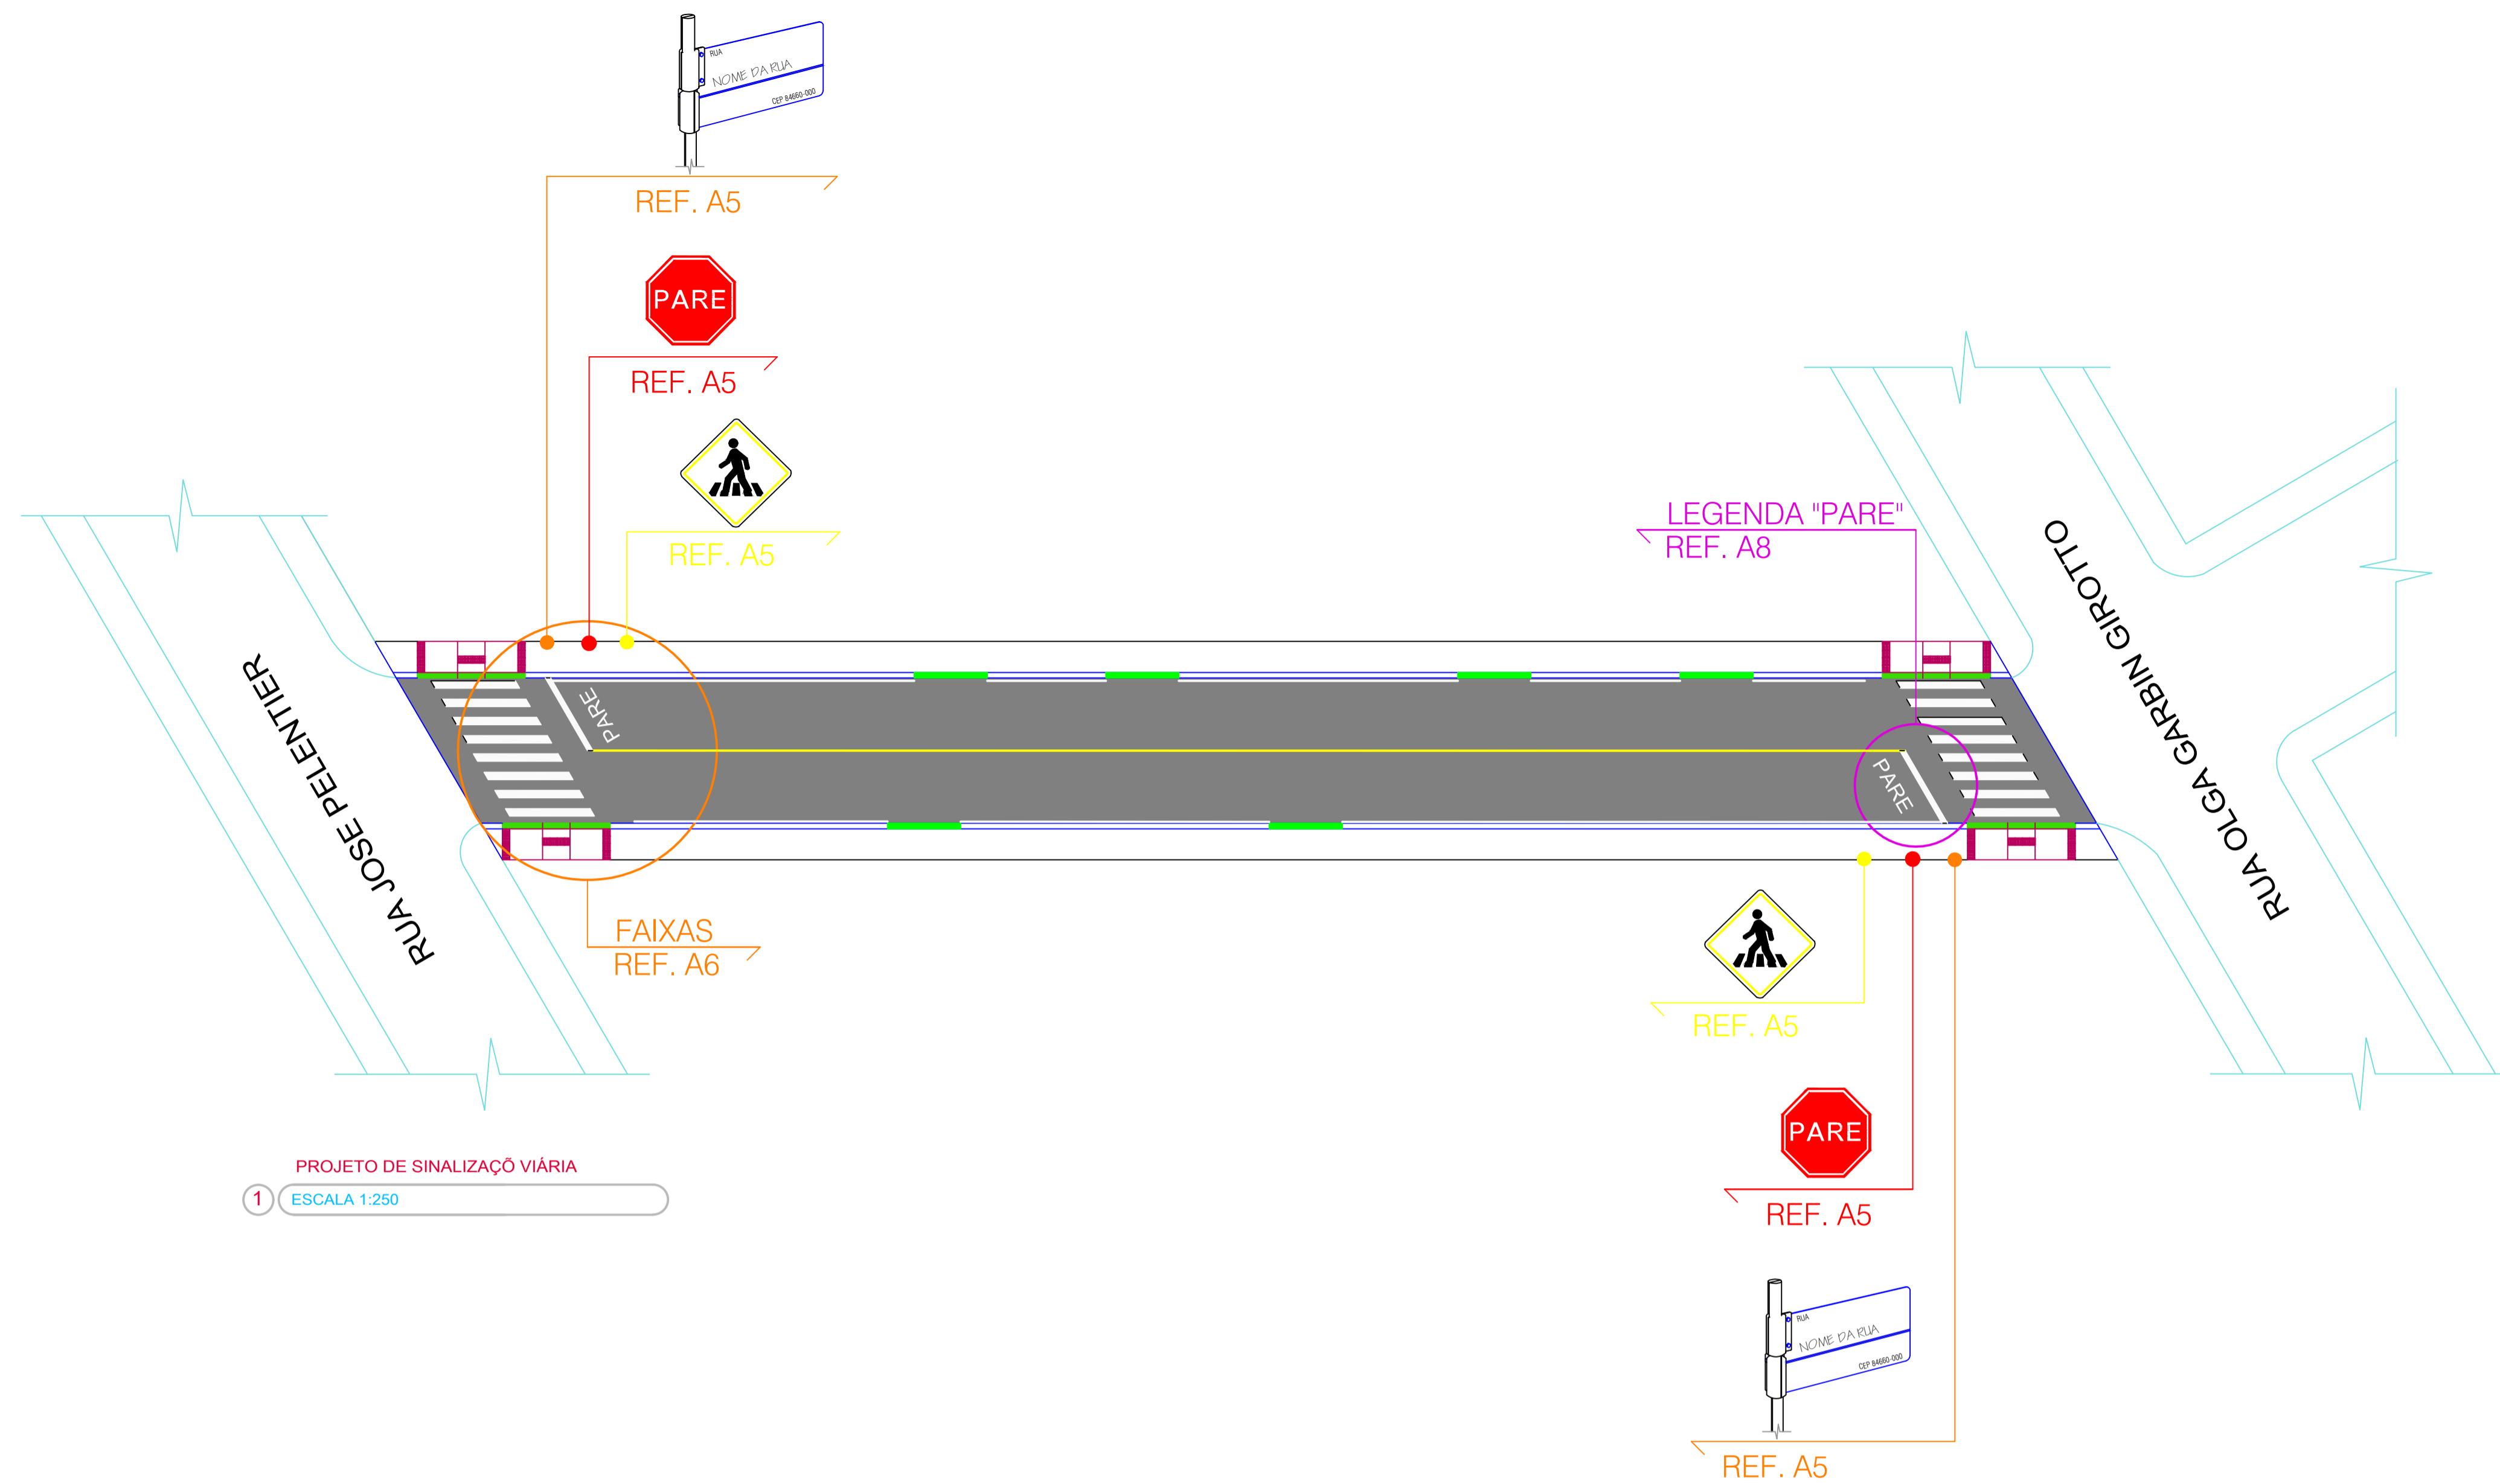 RUA
NOME DA RUA
CEP 84660-000
REF. A5
PARE
REF. A5
REF. A5
LEGENDA "PARE"
REF. A8
RUA OLGA GARBIN GIROTTO
RUA JOSE PELENTIER
PARE
PARE
FAIXAS
REF. A6
REF. A5
PARE
REF. A5
PROJETO DE SINALIZAÇÕ VIÁRIA
1 ESCALA 1:250
RUA
NOME DA RUA
CEP 84660-000
REF. A5